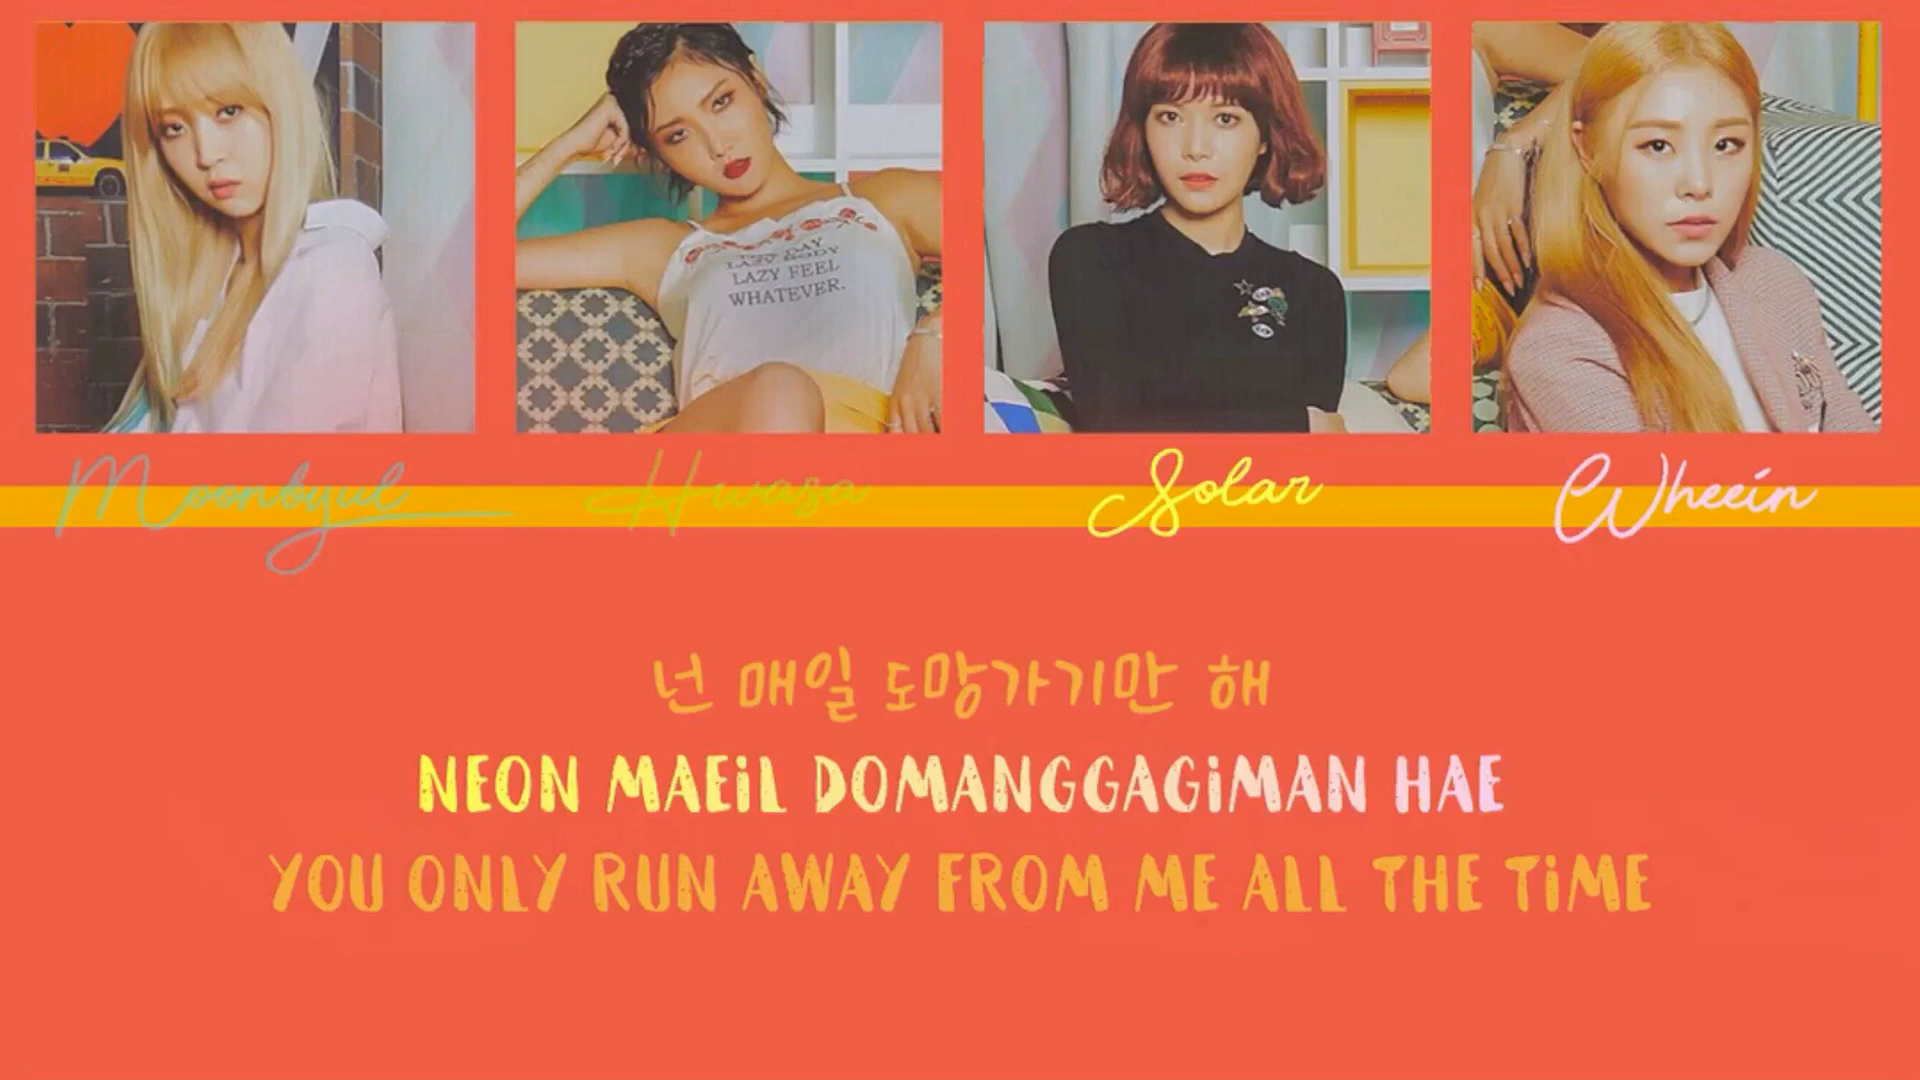 LAZY BODY
LAZY FEEL
WHATEVER.
Moonbyul
Hwasa
Solar
Wheein
넌 매일 도망가기만 해
NEON MAEiL DOMANGGAGiMAN HAE
YOU ONLY RUN AWAY FROM ME ALL THE TiME